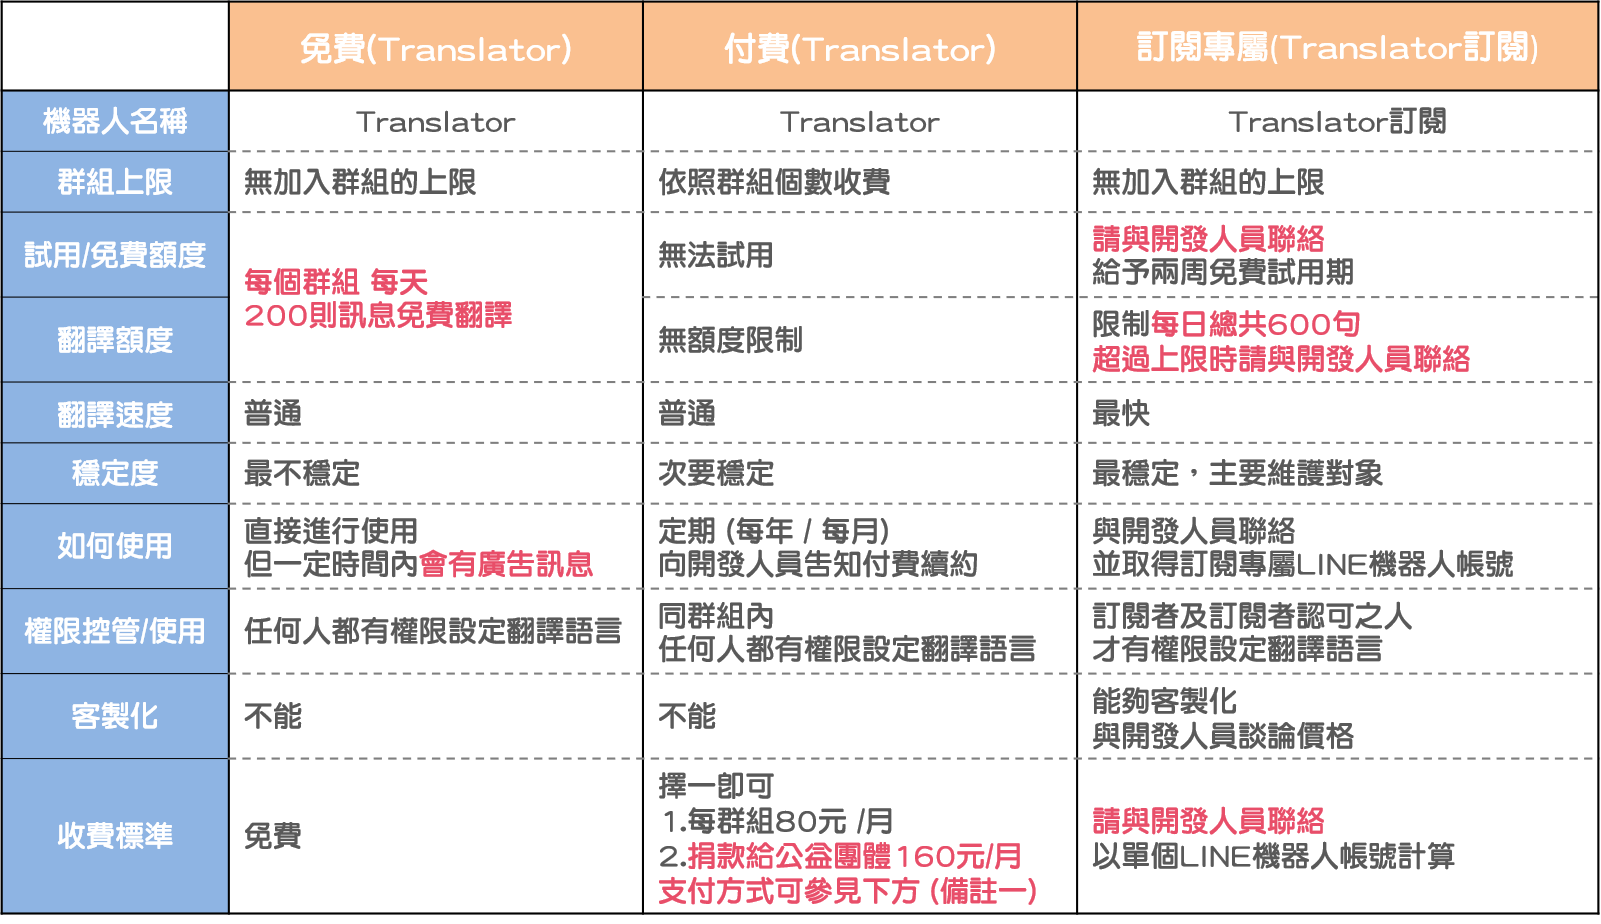 免費(Translator)
付費(Translator)
訂閱專屬(Translator訂閱)
機器人名稱
Translator
Translator
Translator訂閱
群組上限
無加入群組的上限
依照群組個數收費
無加入群組的上限
試用/免費額度
每個群組 每天
200則訊息免費翻譯
無法試用
請與開發人員聯絡
給予兩周免費試用期
翻譯額度
無額度限制
限制每日總共600句
超過上限時請與開發人員聯絡
翻譯速度
普通
普通
最快
穩定度
最不穩定
次要穩定
最穩定，主要維護對象
如何使用
直接進行使用
但一定時間內會有廣告訊息
定期 (每年 / 每月)
向開發人員告知付費續約
與開發人員聯絡
並取得訂閱專屬LINE機器人帳號
權限控管/使用
任何人都有權限設定翻譯語言
同群組內
任何人都有權限設定翻譯語言
訂閱者及訂閱者認可之人
才有權限設定翻譯語言
客製化
不能
不能
能夠客製化
與開發人員談論價格
收費標準
免費
擇一即可
1.每群組80元 /月
2.捐款給公益團體160元/月
支付方式可參見下方 (備註一)
請與開發人員聯絡
以單個LINE機器人帳號計算